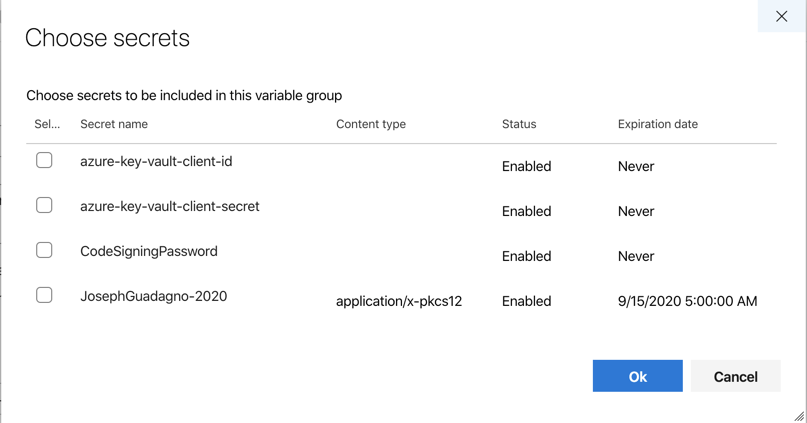 Choose secrets
Choose secrets to be included in this variable group
Sel... Secret name Content type Status Expiration date
azure-key-vault-client-id Enabled Never
azure-key-vault-client-secret Enabled Never
CodeSigningPassword Enabled Never
JosephGuadagno-2020 application/x-pkcs12 Enabled 9/15/2020 5:00:00 AM
Ok Cancel